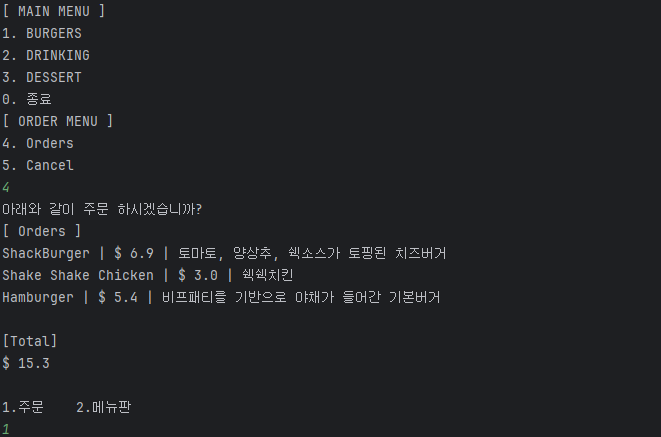 [ MAIN MENU ]
1. BURGERS
2. DRINKING
3. DESSERT
0. 종료
[ ORDER MENU ]
4. Orders
5. Cancel
4
아래와 같이 주문 하시겠습니까?
[ Orders ]
ShackBurger | $ 6.9 | 토마토, 양상추, 쉑소스가 토핑된 치즈버거
Shake Shake Chicken | $ 3.0 | 쉑쉑치킨
Hamburger | $ 5.4 | 비프패티를 기반으로 야채가 들어간 기본버거
[Total]
$ 15.3
1.주문    2.메뉴판
1